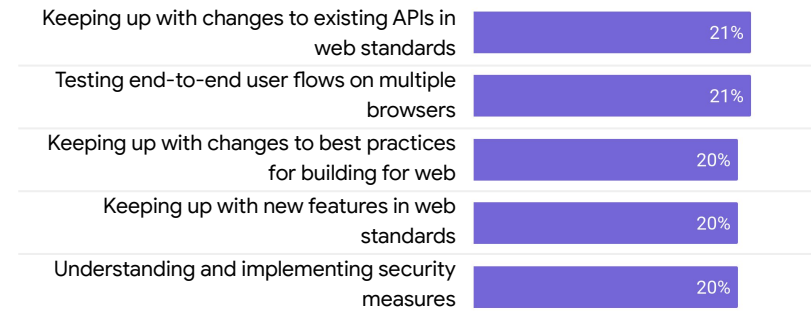 Keeping up with changes to existing APIs in
web standards
21%
Testing end-to-end user flows on multiple
browsers
21%
Keeping up with changes to best practices
for building for web
20%
Keeping up with new features in web
standards
20%
Understanding and implementing security
measures
20%